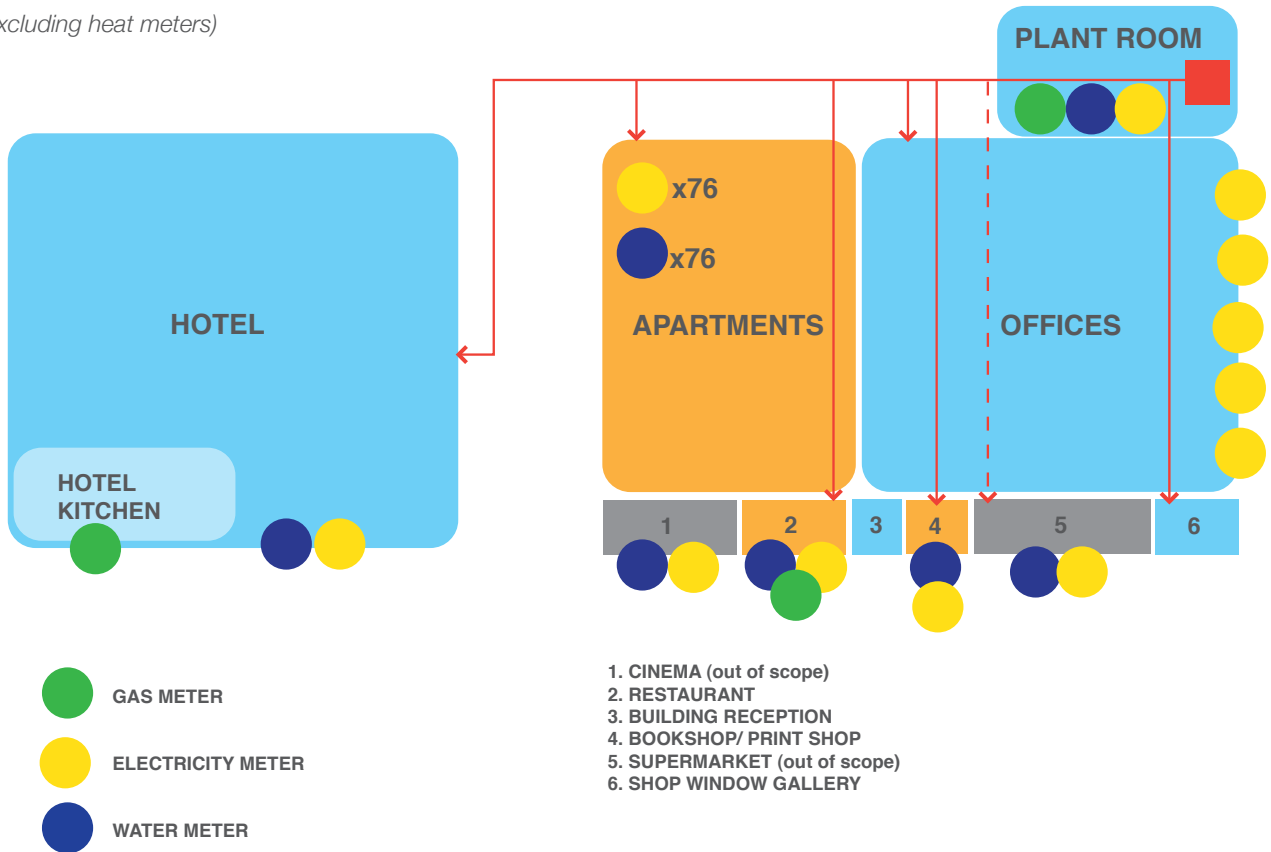 xcluding heat meters)
PLANT ROOM
x76
x76
HOTEL
APARTMENTS
OFFICES
HOTEL
KITCHEN
1
2
3
4
5
6
GAS METER
ELECTRICITY METER
WATER METER
1. CINEMA (out of scope)
2. RESTAURANT
3. BUILDING RECEPTION
4. BOOKSHOP/ PRINT SHOP
5. SUPERMARKET (out of scope)
6. SHOP WINDOW GALLERY